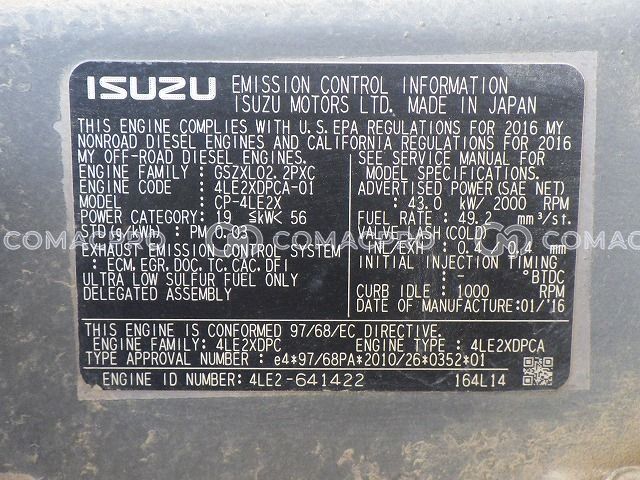 ISUZU EMISSION CONTROL INFORMATION
ISUZU MOTORS LTD. MADE IN JAPAN
THIS ENGINE COMPLIES WITH U.S.EPA REGULATIONS FOR 2016 MY
NONROAD DIESEL ENGINES AND CALIFORNIA REGULATIONS FOR 2016
MY OFF-ROAD DIESEL ENGINES.
ENGINE FAMILY : GSZXL02.2PXC
ENGINE CODE : 4LE2XDPCA-01
MODEL : CP-4LE2X
POWER CATEGORY : 19 ≦kW< 56
STD(g/kWh) : PM 0.03
EXHAUST EMISSION CONTROL SYSTEM
: ECM,EGR,DOC,TC,CAC,DFI
ULTRA LOW SULFUR FUEL ONLY
DELEGATED ASSEMBLY
SEE SERVICE MANUAL FOR
MODEL SPECIFICATIONS.
ADVERTISED POWER(SAE NET)
: 43.0 kW/ 2000 RPM
FUEL RATE : 49.2 mm³/st.
VALVE LASH(COLD)
INT/EXH : 0.4 / 0.4 mm
INITIAL INJECTION TIMING
: - °BTDC
CURB IDLE : 1000 RPM
DATE OF MANUFACTURE:01/'16
THIS ENGINE IS CONFORMED 97/68/EC DIRECTIVE.
ENGINE FAMILY: 4LE2XDPC ENGINE TYPE : 4LE2XDPCA
TYPE APPROVAL NUMBER : e4*97/68PA*2010/26*0352*01
ENGINE ID NUMBER: 4LE2-641422 164L14
COMACPRO COMACPRO COMACPRO